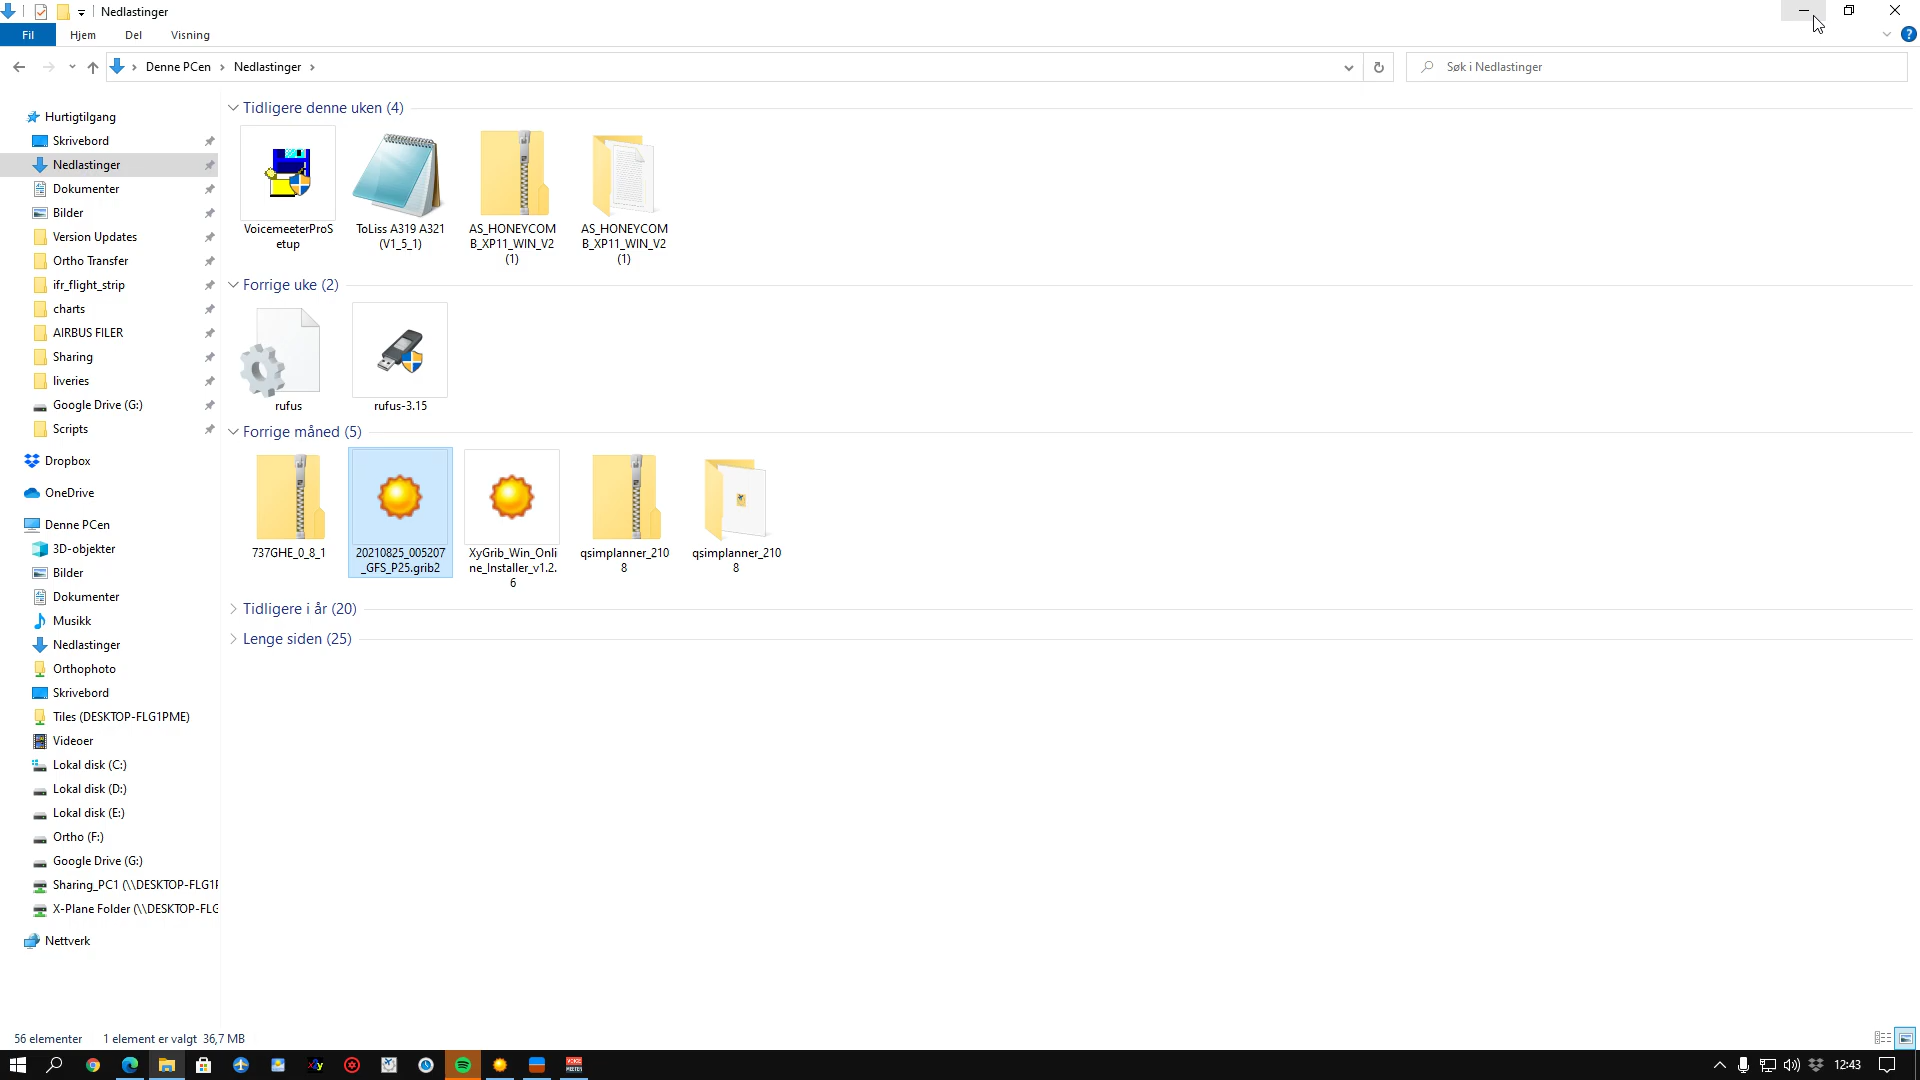 Nedlastinger
Fil
Hjem
Del
Visning
Denne PCen
Nedlastinger
Søk i Nedlastinger
Hurtigtilgang
Skrivebord
Nedlastinger
Dokumenter
Bilder
Version Updates
Ortho Transfer
ifr_flight_strip
charts
AIRBUS FILER
Sharing
liveries
Google Drive (G:)
Scripts
Dropbox
OneDrive
Denne PCen
3D-objekter
Bilder
Dokumenter
Musikk
Nedlastinger
Orthophoto
Skrivebord
Tiles (DESKTOP-FLG1PME)
Videoer
Lokal disk (C:)
Lokal disk (D:)
Lokal disk (E:)
Ortho (F:)
Google Drive (G:)
Sharing_PC1 (\\DESKTOP-FLG1P
X-Plane Folder (\\DESKTOP-FLG
Nettverk
Tidligere denne uken (4)
VoicemeeterProS
etup
ToLiss A319 A321
(V1_5_1)
AS_HONEYCOM
B_XP11_WIN_V2
(1)
AS_HONEYCOM
B_XP11_WIN_V2
(1)
Forrige uke (2)
rufus
rufus-3.15
Forrige måned (5)
737GHE_0_8_1
20210825_005207
_GFS_P25.grib2
XyGrib_Win_Onli
ne_Installer_v1.2.
6
qsimplanner_210
8
qsimplanner_210
8
Tidligere i år (20)
Lenge siden (25)
56 elementer
1 element er valgt 36,7 MB
12:43